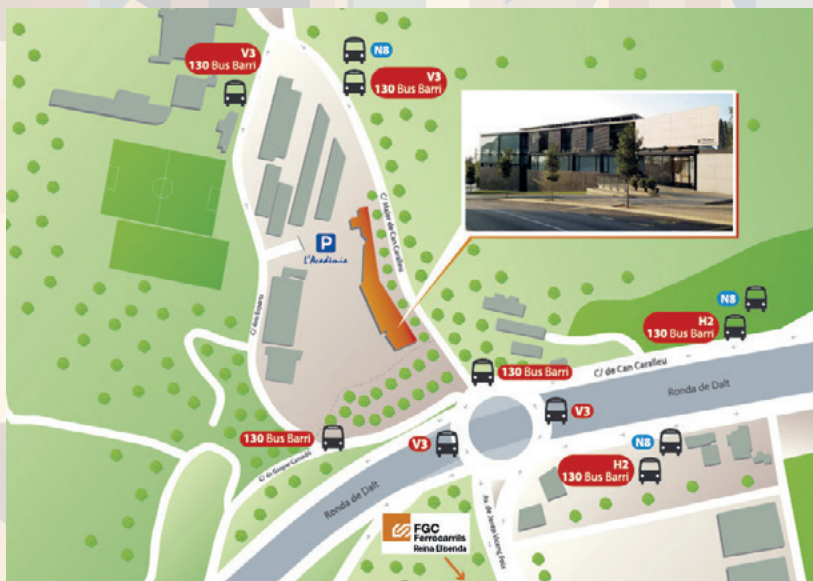 V3
130 Bus Barri
N8
V3
130 Bus Barri
C/ Major de Can Caralleu
P
L'Acadèmia
N8
H2
130 Bus Barri
C/ de Can Caralleu
130 Bus Barri
Ronda de Dalt
V3
130 Bus Barri
V3
N8
H2
130 Bus Barri
Ronda de Dalt
FGC
Ferrocarrils
Reina Elisenda